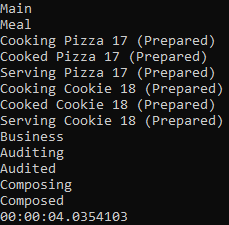 Main
Meal
Cooking Pizza 17 (Prepared)
Cooked Pizza 17 (Prepared)
Serving Pizza 17 (Prepared)
Cooking Cookie 18 (Prepared)
Cooked Cookie 18 (Prepared)
Serving Cookie 18 (Prepared)
Business
Auditing
Audited
Composing
Composed
00:00:04.0354103